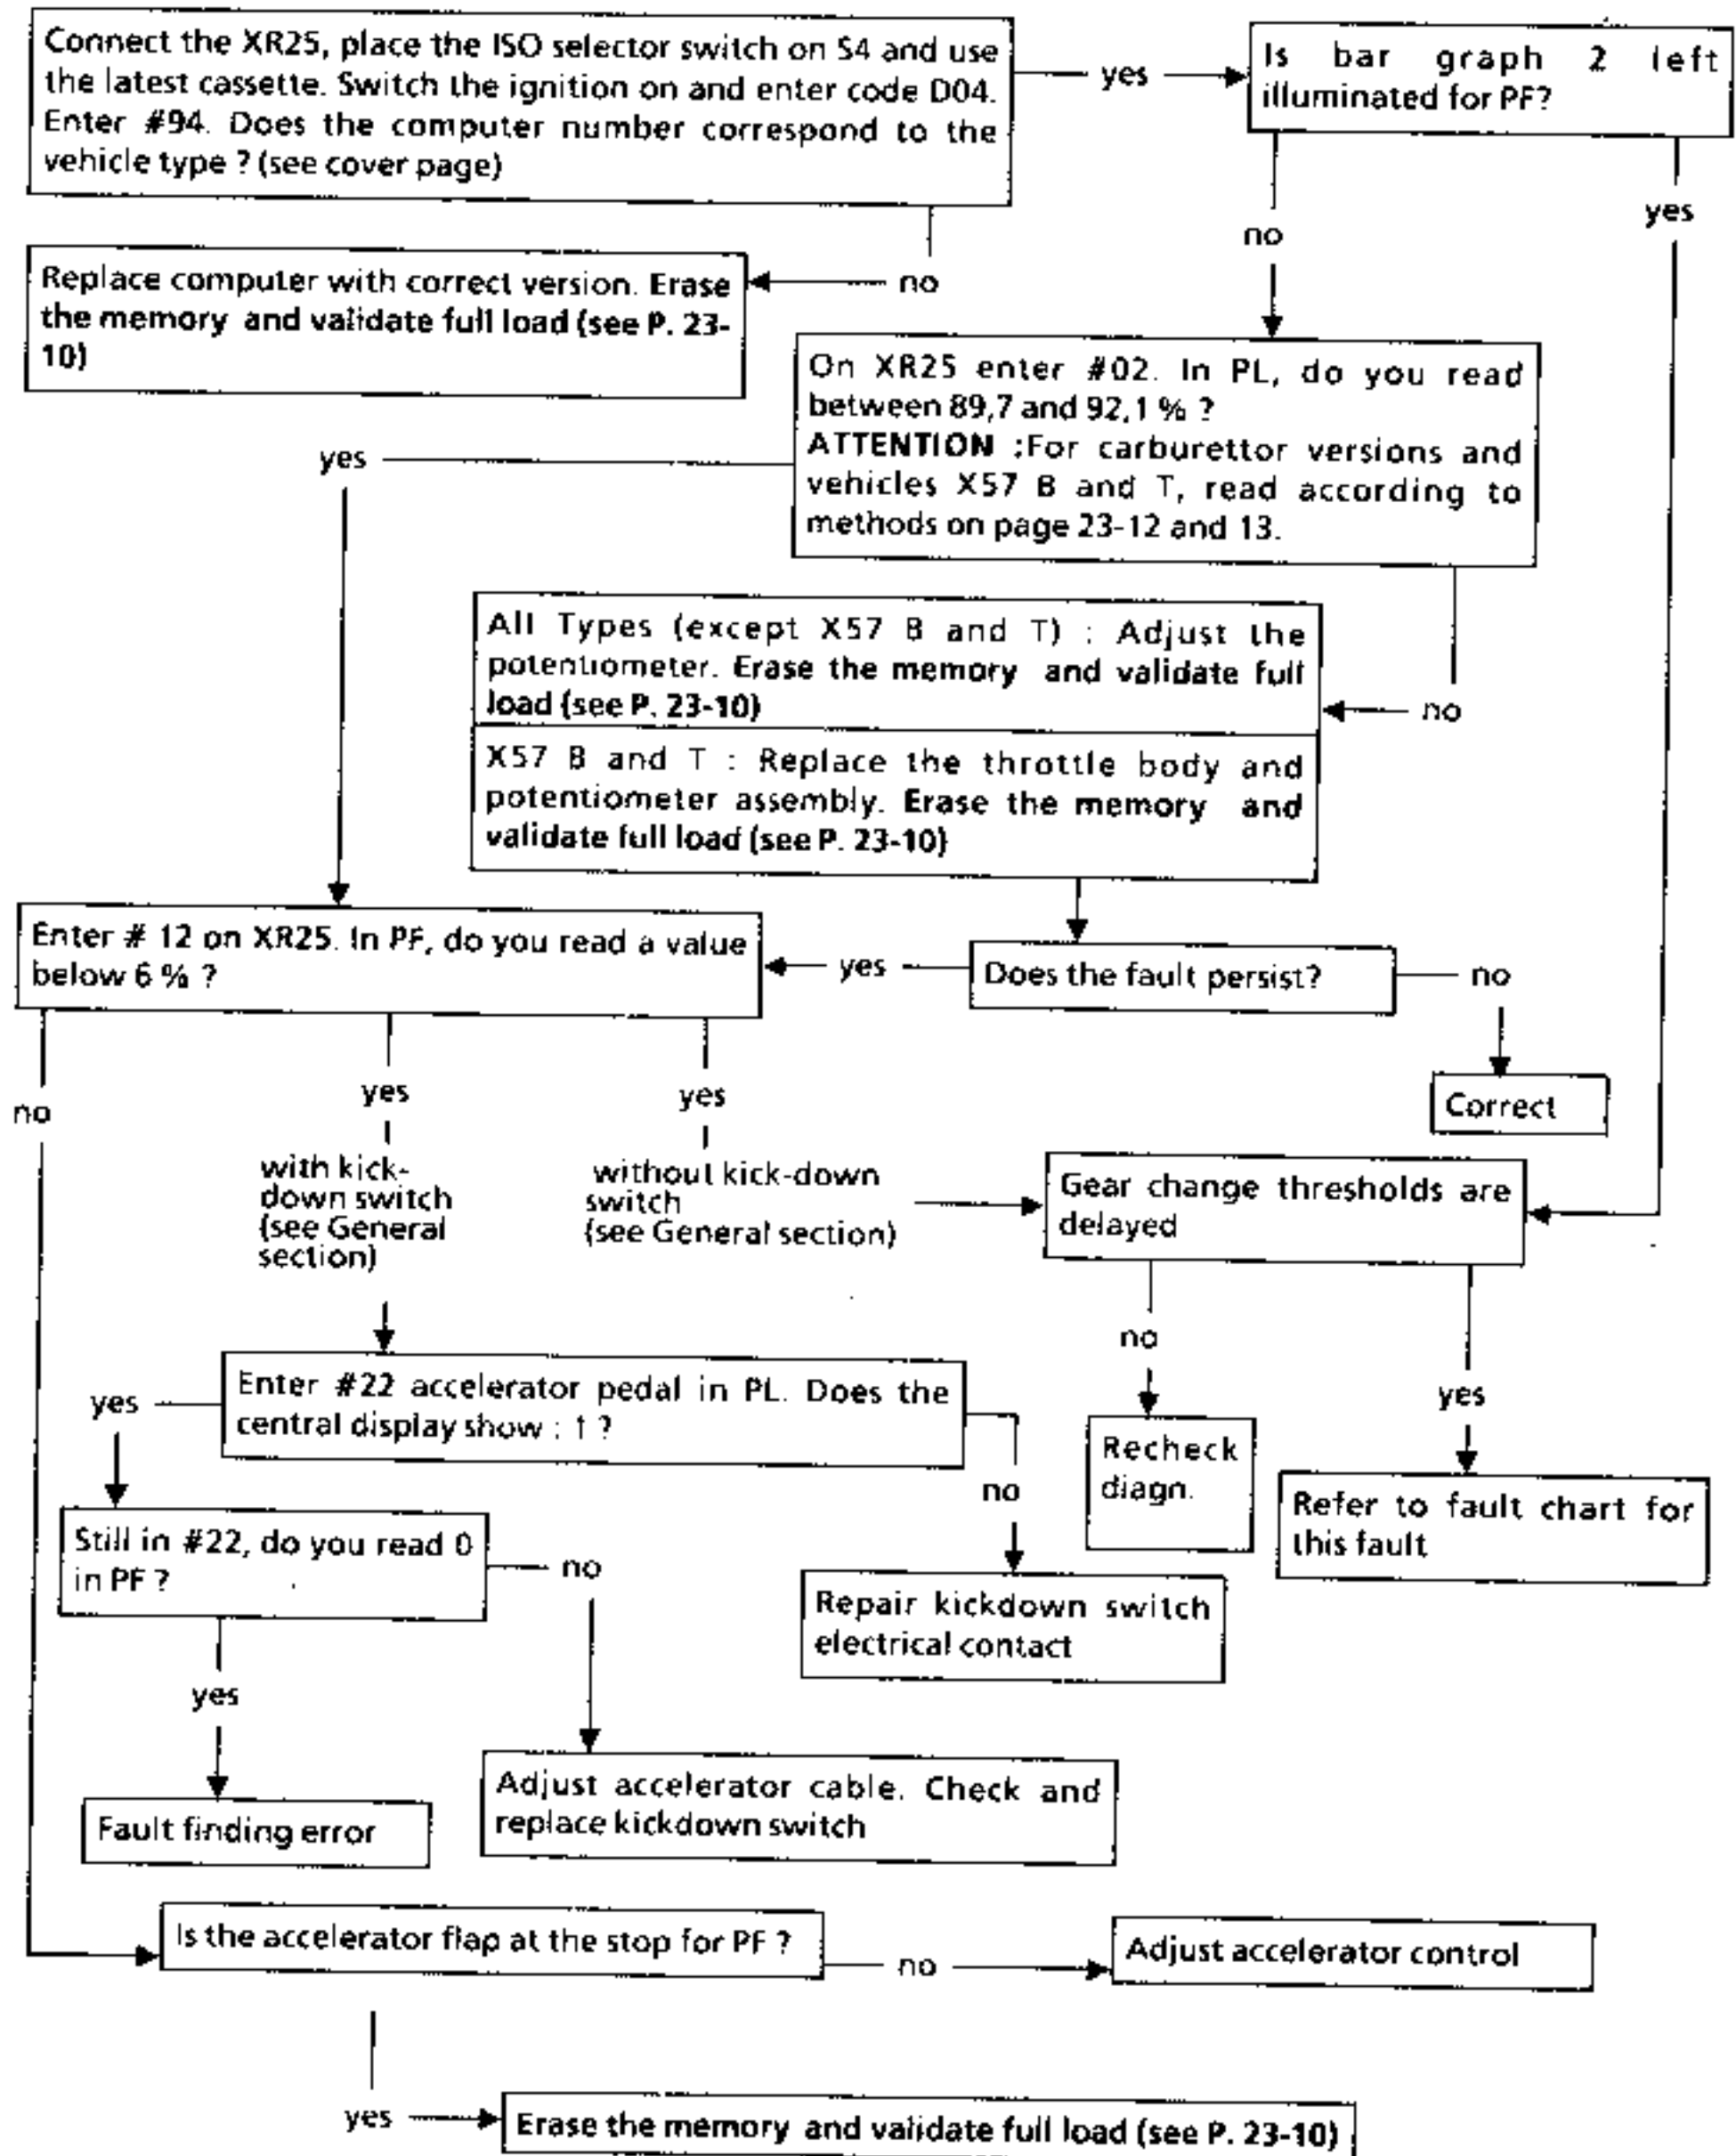 Connect the XR25, place the ISO selector switch on S4 and use
the latest cassette. Switch the ignition on and enter code D04.
Enter #94. Does the computer number correspond to the
vehicle type ? (see cover page)
yes
Is bar graph 2 left
illuminated for PF?
no
yes
no
Replace computer with correct version. Erase
the memory and validate full load (see P. 23-
10)
On XR25 enter #02. In PL, do you read
between 89,7 and 92,1 % ?
ATTENTION :For carburettor versions and
vehicles X57 B and T, read according to
methods on page 23-12 and 13.
yes
no
All Types (except X57 B and T) : Adjust the
potentiometer. Erase the memory and validate full
load (see P. 23-10)
X57 B and T : Replace the throttle body and
potentiometer assembly. Erase the memory and
validate full load (see P. 23-10)
Enter # 12 on XR25. In PF, do you read a value
below 6 % ?
yes
Does the fault persist?
no
Correct
no
yes
yes
with kick-
down switch
(see General
section)
without kick-down
switch
(see General section)
Gear change thresholds are
delayed
no
yes
Recheck
diagn.
Refer to fault chart for
this fault
Enter #22 accelerator pedal in PL. Does the
central display show : ↑ ?
yes
no
Repair kickdown switch
electrical contact
Still in #22, do you read 0
in PF ?
no
yes
Fault finding error
Adjust accelerator cable. Check and
replace kickdown switch
Is the accelerator flap at the stop for PF ?
no
Adjust accelerator control
yes
Erase the memory and validate full load (see P. 23-10)